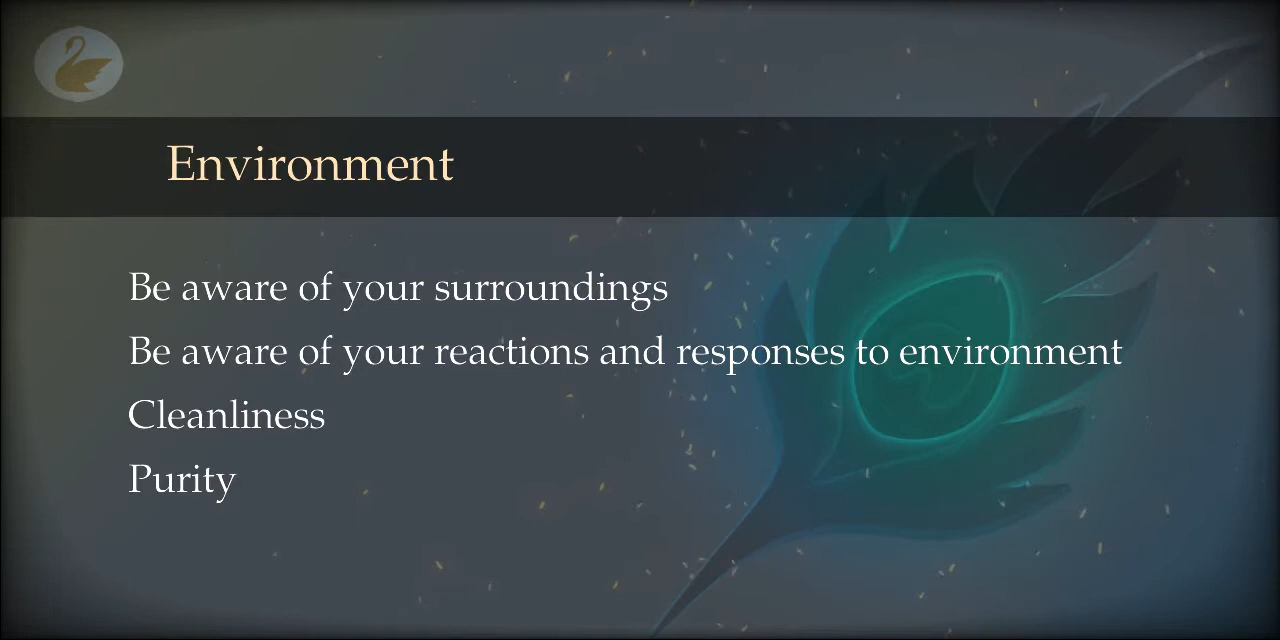 Environment
Be aware of your surroundings
Be aware of your reactions and responses to environment
Cleanliness
Purity